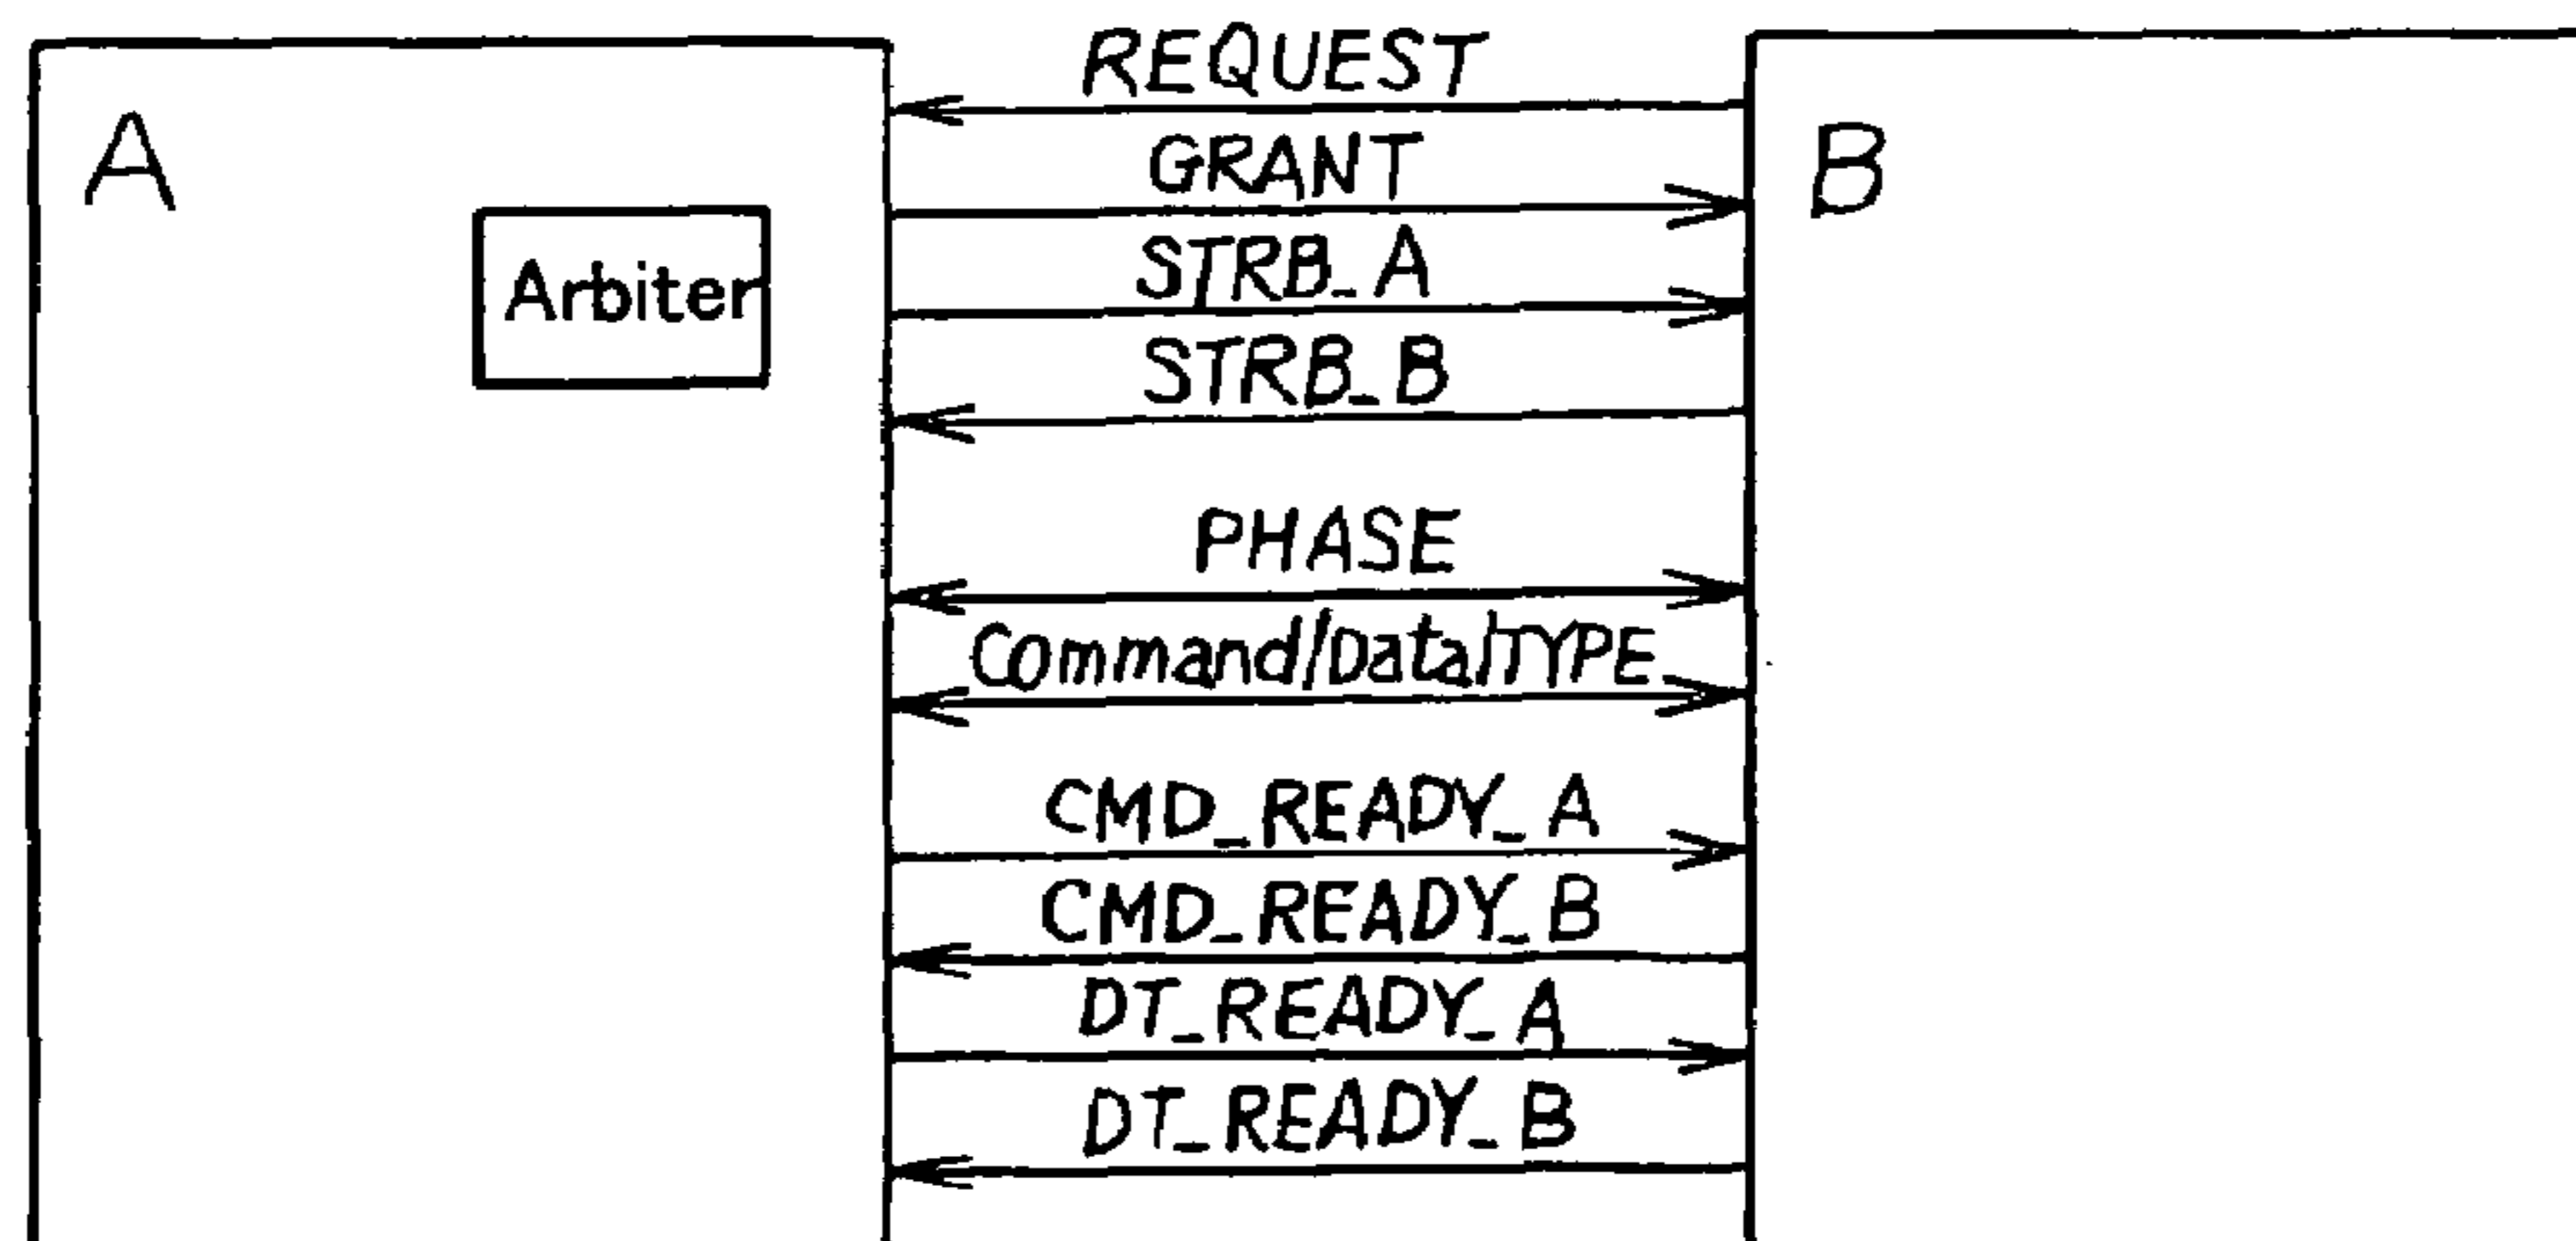 REQUEST
A
GRANT
B
STRB_A
Arbiter
STRB_B
PHASE
Command/Data/TYPE
CMD_READY_A
CMD_READY_B
DT_READY_A
DT_READY_B